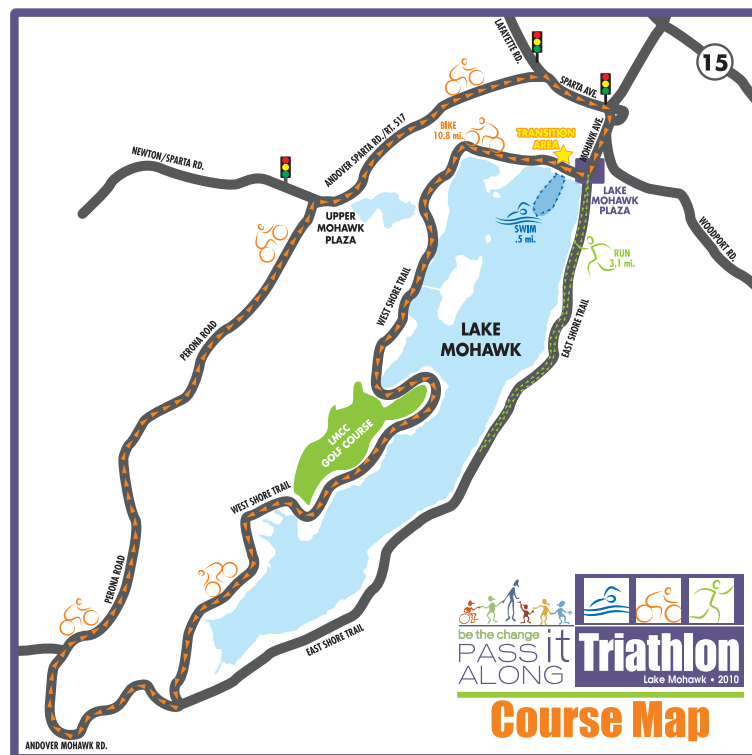 LAFAYETTE RD.
15
SPARTA AVE.
ANDOVER SPARTA RD./RT. 517
BIKE
10.8 mi.
TRANSITION
AREA
MOHAWK AVE.
NEWTON/SPARTA RD.
UPPER
MOHAWK
PLAZA
LAKE
MOHAWK
PLAZA
SWIM
.5 mi.
WOODPORT RD.
RUN
3.1 mi.
WEST SHORE TRAIL
LAKE
MOHAWK
EAST SHORE TRAIL
PERONA ROAD
LMCC
GOLF COURSE
WEST SHORE TRAIL
PERONA ROAD
EAST SHORE TRAIL
ANDOVER MOHAWK RD.
be the change
PASS it
ALONG
Triathlon
Lake Mohawk • 2010
Course Map